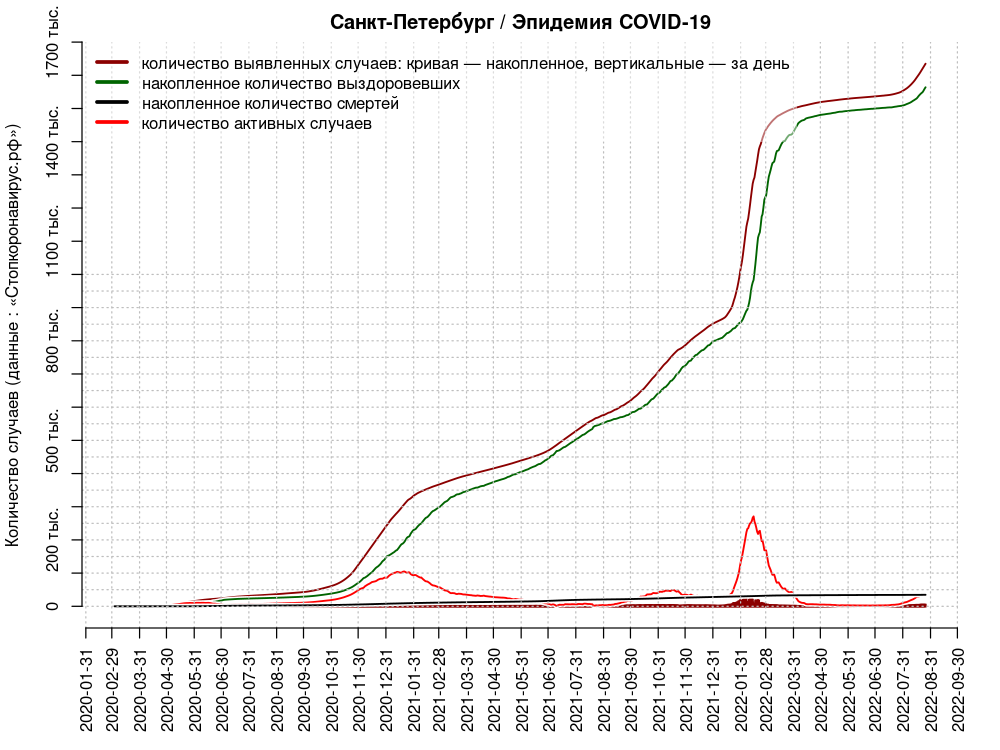 Санкт-Петербург / Эпидемия COVID-19
количество выявленных случаев: кривая — накопленное, вертикальные — за день
накопленное количество выздоровевших
накопленное количество смертей
количество активных случаев
Количество случаев (данные : «Стопкоронавирус.рф»)
1700 тыс.
1400 тыс.
1100 тыс.
800 тыс.
500 тыс.
200 тыс.
0
2020-01-31
2020-02-29
2020-03-31
2020-04-30
2020-05-31
2020-06-30
2020-07-31
2020-08-31
2020-09-30
2020-10-31
2020-11-30
2020-12-31
2021-01-31
2021-02-28
2021-03-31
2021-04-30
2021-05-31
2021-06-30
2021-07-31
2021-08-31
2021-09-30
2021-10-31
2021-11-30
2021-12-31
2022-01-31
2022-02-28
2022-03-31
2022-04-30
2022-05-31
2022-06-30
2022-07-31
2022-08-31
2022-09-30